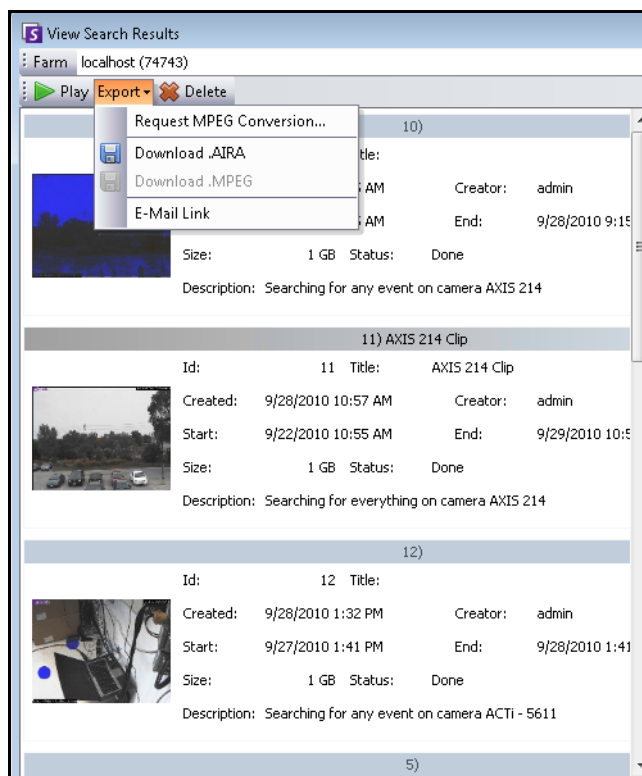 View Search Results
Farm localhost (74743)
Play Export Delete
Request MPEG Conversion...
Download .AIRA
Download .MPEG
E-Mail Link
10)
tle:
AM Creator: admin
AM End: 9/28/2010 9:15
Size: 1 GB Status: Done
Description: Searching for any event on camera AXIS 214
11) AXIS 214 Clip
Id: 11 Title: AXIS 214 Clip
Created: 9/28/2010 10:57 AM Creator: admin
Start: 9/22/2010 10:55 AM End: 9/29/2010 10:5
Size: 1 GB Status: Done
Description: Searching for everything on camera AXIS 214
12)
Id: 12 Title:
Created: 9/28/2010 1:32 PM Creator: admin
Start: 9/27/2010 1:41 PM End: 9/28/2010 1:41
Size: 1 GB Status: Done
Description: Searching for any event on camera ACTi - 5611
5)